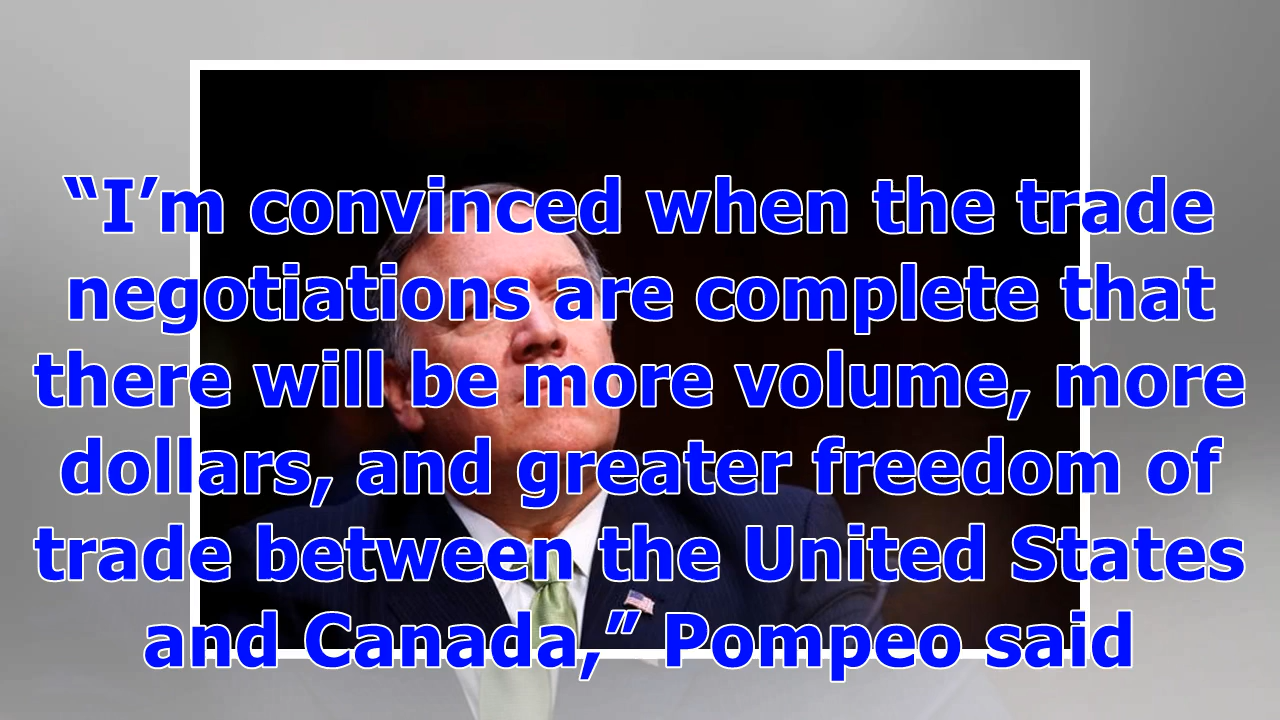 “I’m convinced when the trade
negotiations are complete that
there will be more volume, more
dollars, and greater freedom of
trade between the United States
and Canada,” Pompeo said